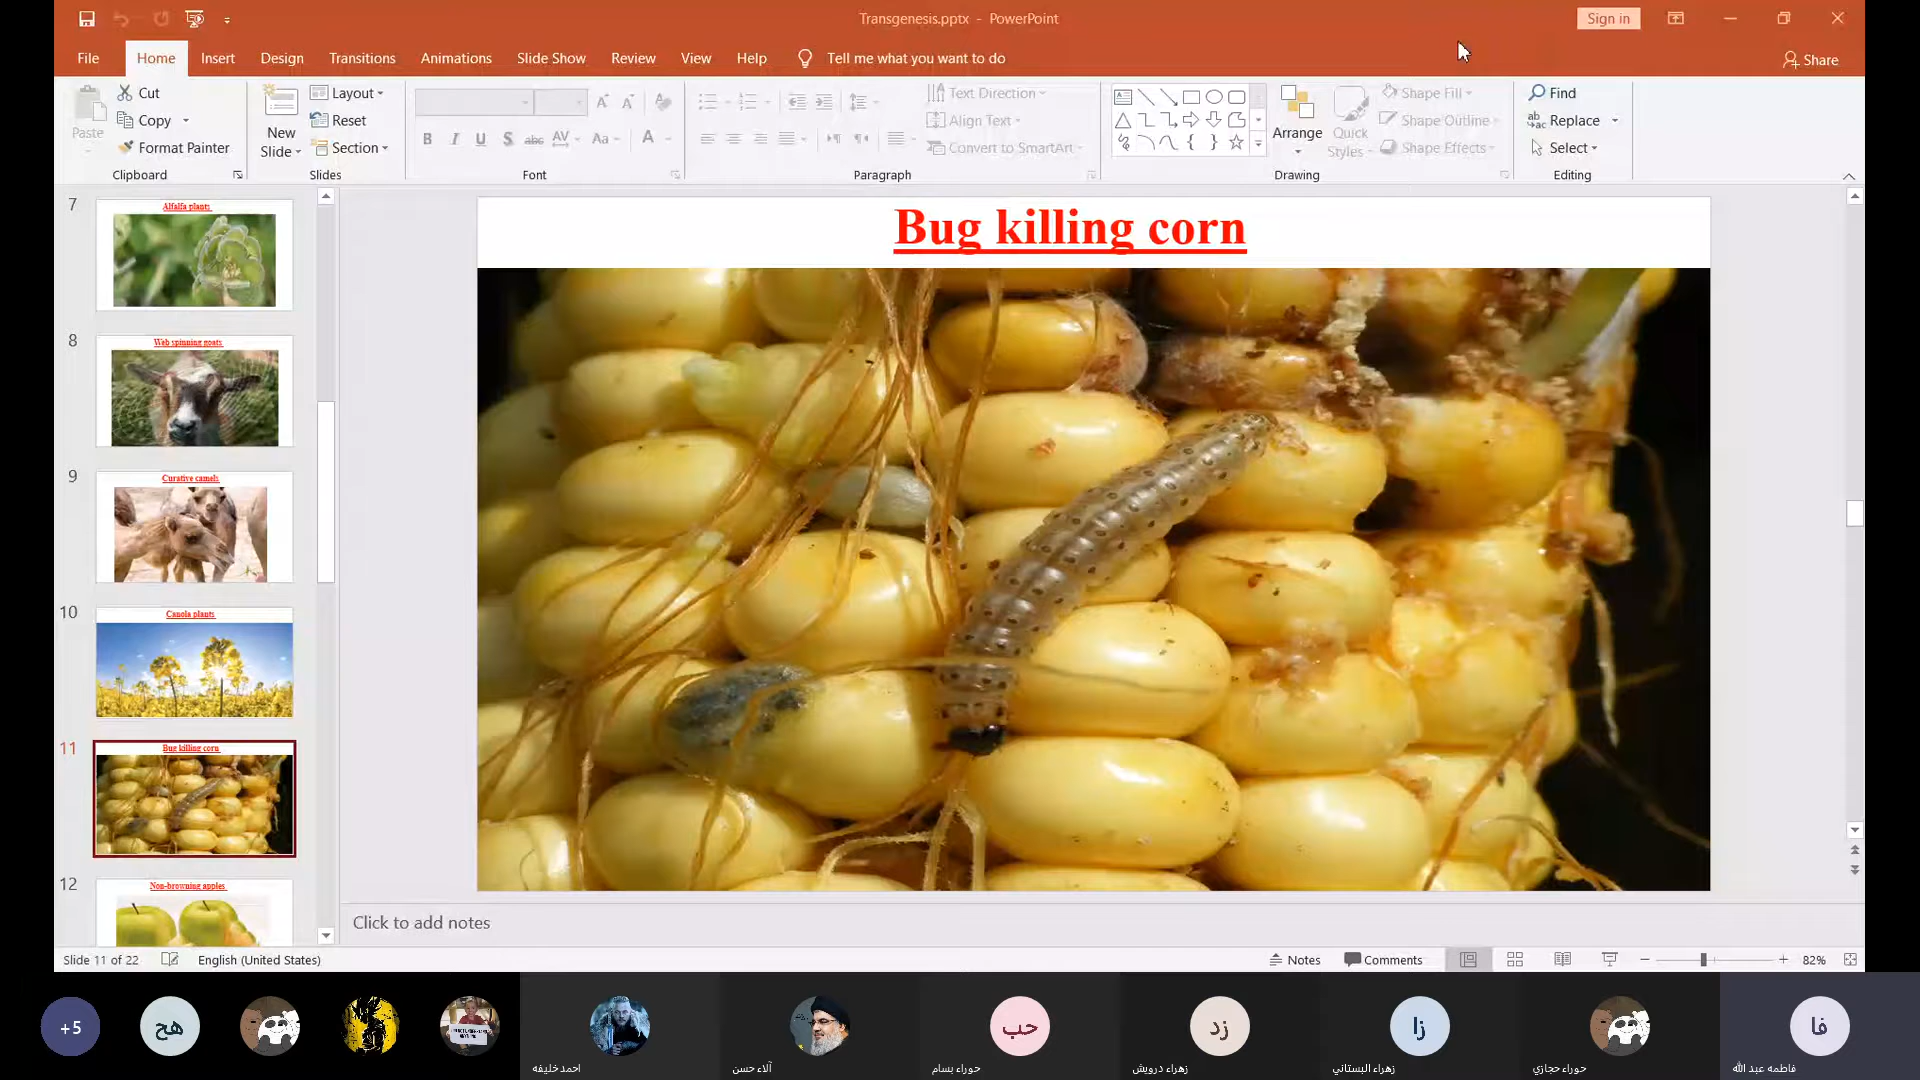 Transgenesis.pptx - PowerPoint
Sign in
File Home Insert Design Transitions Animations Slide Show Review View Help Tell me what you want to do Share
Paste
Cut
Copy
Format Painter
Clipboard
New Slide
Layout
Reset
Section
Slides
B I U S abc AV Aa A
Font
Text Direction
Align Text
Convert to SmartArt
Paragraph
Arrange
Quick Styles
Shape Fill
Shape Outline
Shape Effects
Drawing
Find
Replace
Select
Editing
7
Alfalfa plants
8
Web spinning goats
9
Curative camels
10
Canola plants
11
Bug killing corn
12
Non-browning apples
Bug killing corn
Click to add notes
Slide 11 of 22 English (United States) Notes Comments 82%
+5
هح
حب
زد
زا
فا
احمد خليفه
آلاء حسن
حوراء بسام
زهراء درويش
زهراء البستاني
حوراء حجازي
فاطمه عبد الله